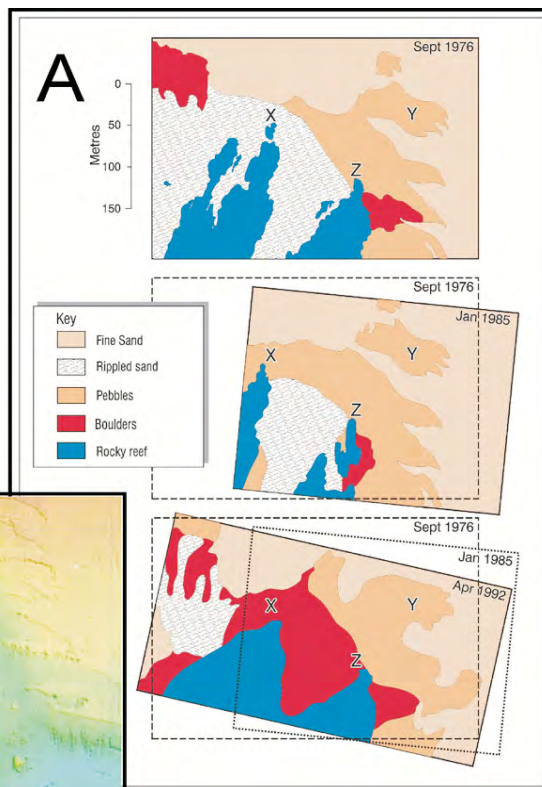 A
Sept 1976
0
50
100
150
Metres
X
Y
Z
Sept 1976
Jan 1985
X
Y
Z
Key
Fine Sand
Rippled sand
Pebbles
Boulders
Rocky reef
Sept 1976
Jan 1985
Apr 1992
X
Y
Z